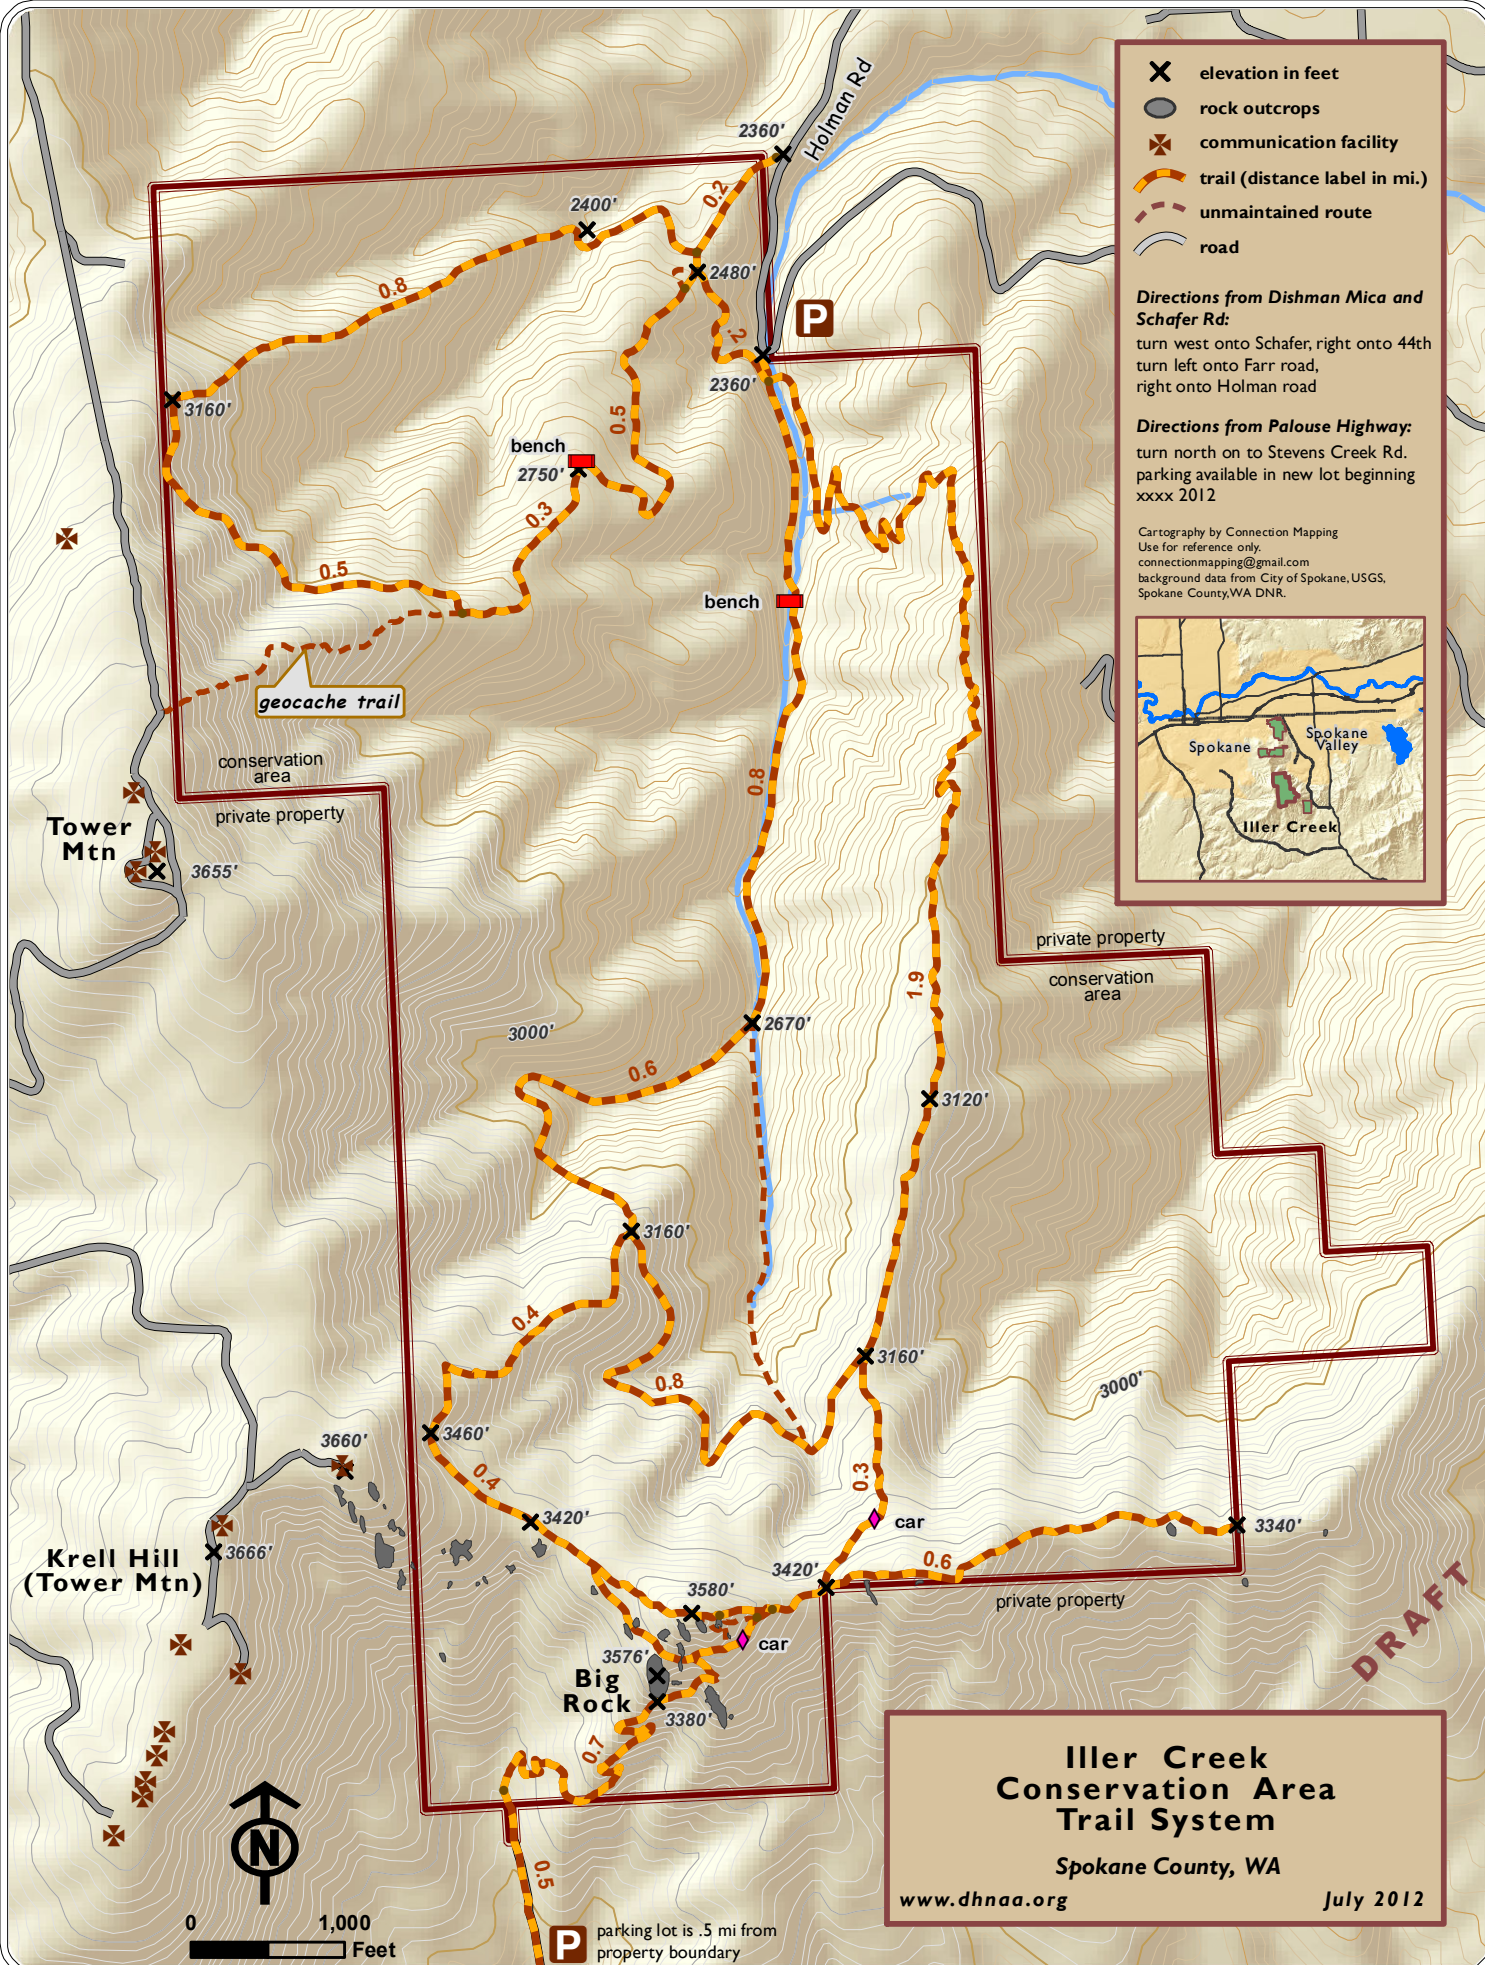 Holman Rd
2360'
0.2
2400'
2480'
0.8
.2
2360'
P
3160'
0.5
bench
2750'
0.3
0.5
bench
geocache trail
conservation
area
private property
Tower
Mtn
3655'
0.8
private property
conservation
area
1.9
3000'
2670'
0.6
3120'
3160'
0.4
3160'
0.8
3000'
3460'
3660'
0.4
0.3
3420'
car
3340'
Krell Hill
(Tower Mtn)
3666'
3420'
0.6
3580'
private property
car
3576'
Big
Rock
3380'
0.7
0.5
DRAFT
N
0 1,000
Feet
P
parking lot is .5 mi from
property boundary
elevation in feet
rock outcrops
communication facility
trail (distance label in mi.)
unmaintained route
road
Directions from Dishman Mica and
Schafer Rd:
turn west onto Schafer, right onto 44th
turn left onto Farr road,
right onto Holman road
Directions from Palouse Highway:
turn north on to Stevens Creek Rd.
parking available in new lot beginning
xxxx 2012
Cartography by Connection Mapping
Use for reference only.
connectionmapping@gmail.com
background data from City of Spokane, USGS,
Spokane County, WA DNR.
Spokane
Spokane
Valley
Iller Creek
Iller Creek
Conservation Area
Trail System
Spokane County, WA
www.dhnaa.org July 2012